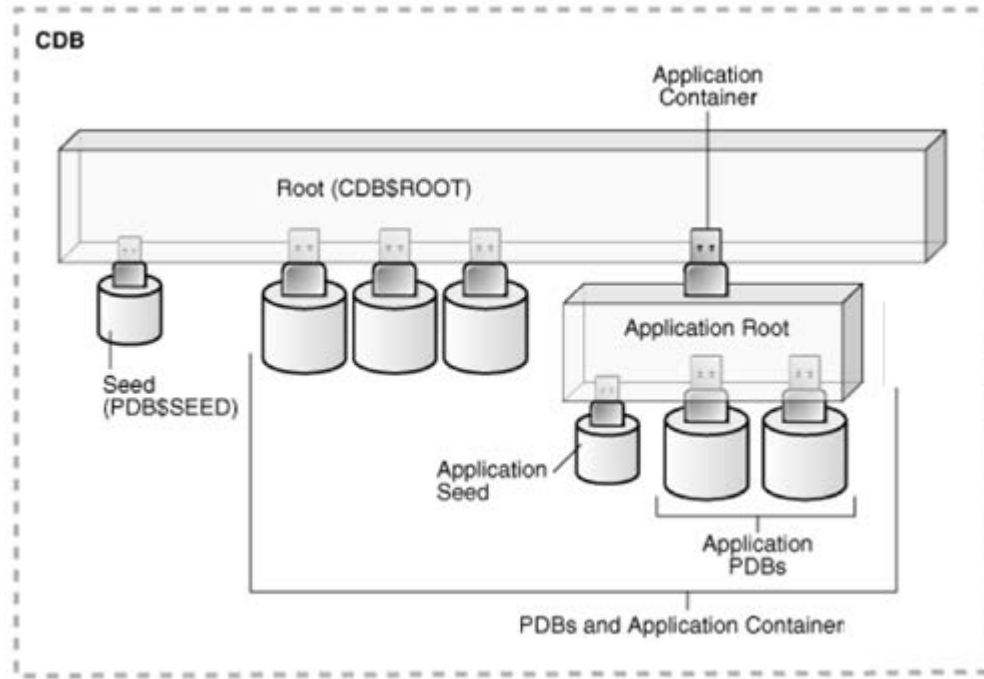 CDB
Application
Container
Root (CDB$ROOT)
Application Root
Seed
(PDB$SEED)
Application
Seed
Application
PDBs
PDBs and Application Container